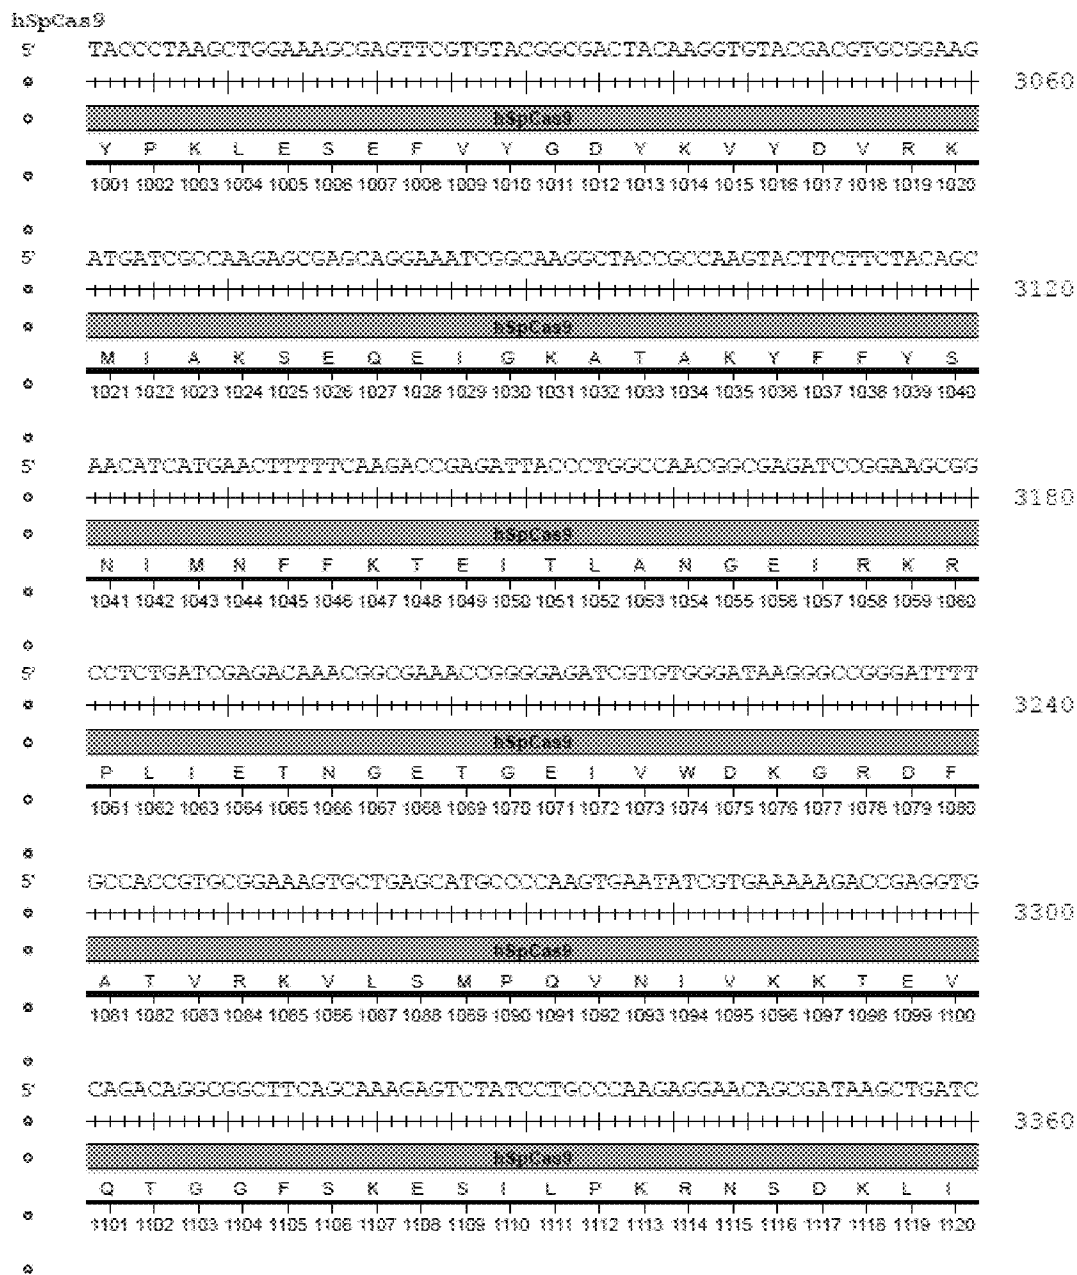 hSpCas9
5' TACCCTAAGCTGGAAAGCGAGTTCGTGTACGGCGACTACAAGGTGTACGACGTGCGGAAG
3060
hSpCas9
Y P K L E S E F V Y G D Y K V Y D V R K
1001 1002 1003 1004 1005 1006 1007 1008 1009 1010 1011 1012 1013 1014 1015 1016 1017 1018 1019 1020
5' ATGATCGCCAAGAGCGAGCAGGAAATCGGCAAGGCTACCGCCAAGTACTTCTTCTACAGC
3120
hSpCas9
M I A K S E Q E I G K A T A K Y F F Y S
1021 1022 1023 1024 1025 1026 1027 1028 1029 1030 1031 1032 1033 1034 1035 1036 1037 1038 1039 1040
5' AACATCATGAACTTTTTCAAGACCGAGATTACCCTGGCCAACGGCGAGATCCGGAAGCGG
3180
hSpCas9
N I M N F F K T E I T L A N G E I R K R
1041 1042 1043 1044 1045 1046 1047 1048 1049 1050 1051 1052 1053 1054 1055 1056 1057 1058 1059 1060
5' CCTCTGATCGAGACAAACGGCGAAACCGGGGAGATCGTGTGGGATAAGGGCCGGGATTTT
3240
hSpCas9
P L I E T N G E T G E I V W D K G R D F
1061 1062 1063 1064 1065 1066 1067 1068 1069 1070 1071 1072 1073 1074 1075 1076 1077 1078 1079 1080
5' GCCACCGTGCGGAAAGTGCTGAGCATGCCCCAAGTGAATATCGTGAAAAAGACCGAGGTG
3300
hSpCas9
A T V R K V L S M P Q V N I V K K T E V
1081 1082 1083 1084 1085 1086 1087 1088 1089 1090 1091 1092 1093 1094 1095 1096 1097 1098 1099 1100
5' CAGACAGGCGGCTTCAGCAAAGAGTCTATCCTGCCCAAGAGGAACAGCGATAAGCTGATC
3360
hSpCas9
Q T G G F S K E S I L P K R N S D K L I
1101 1102 1103 1104 1105 1106 1107 1108 1109 1110 1111 1112 1113 1114 1115 1116 1117 1118 1119 1120